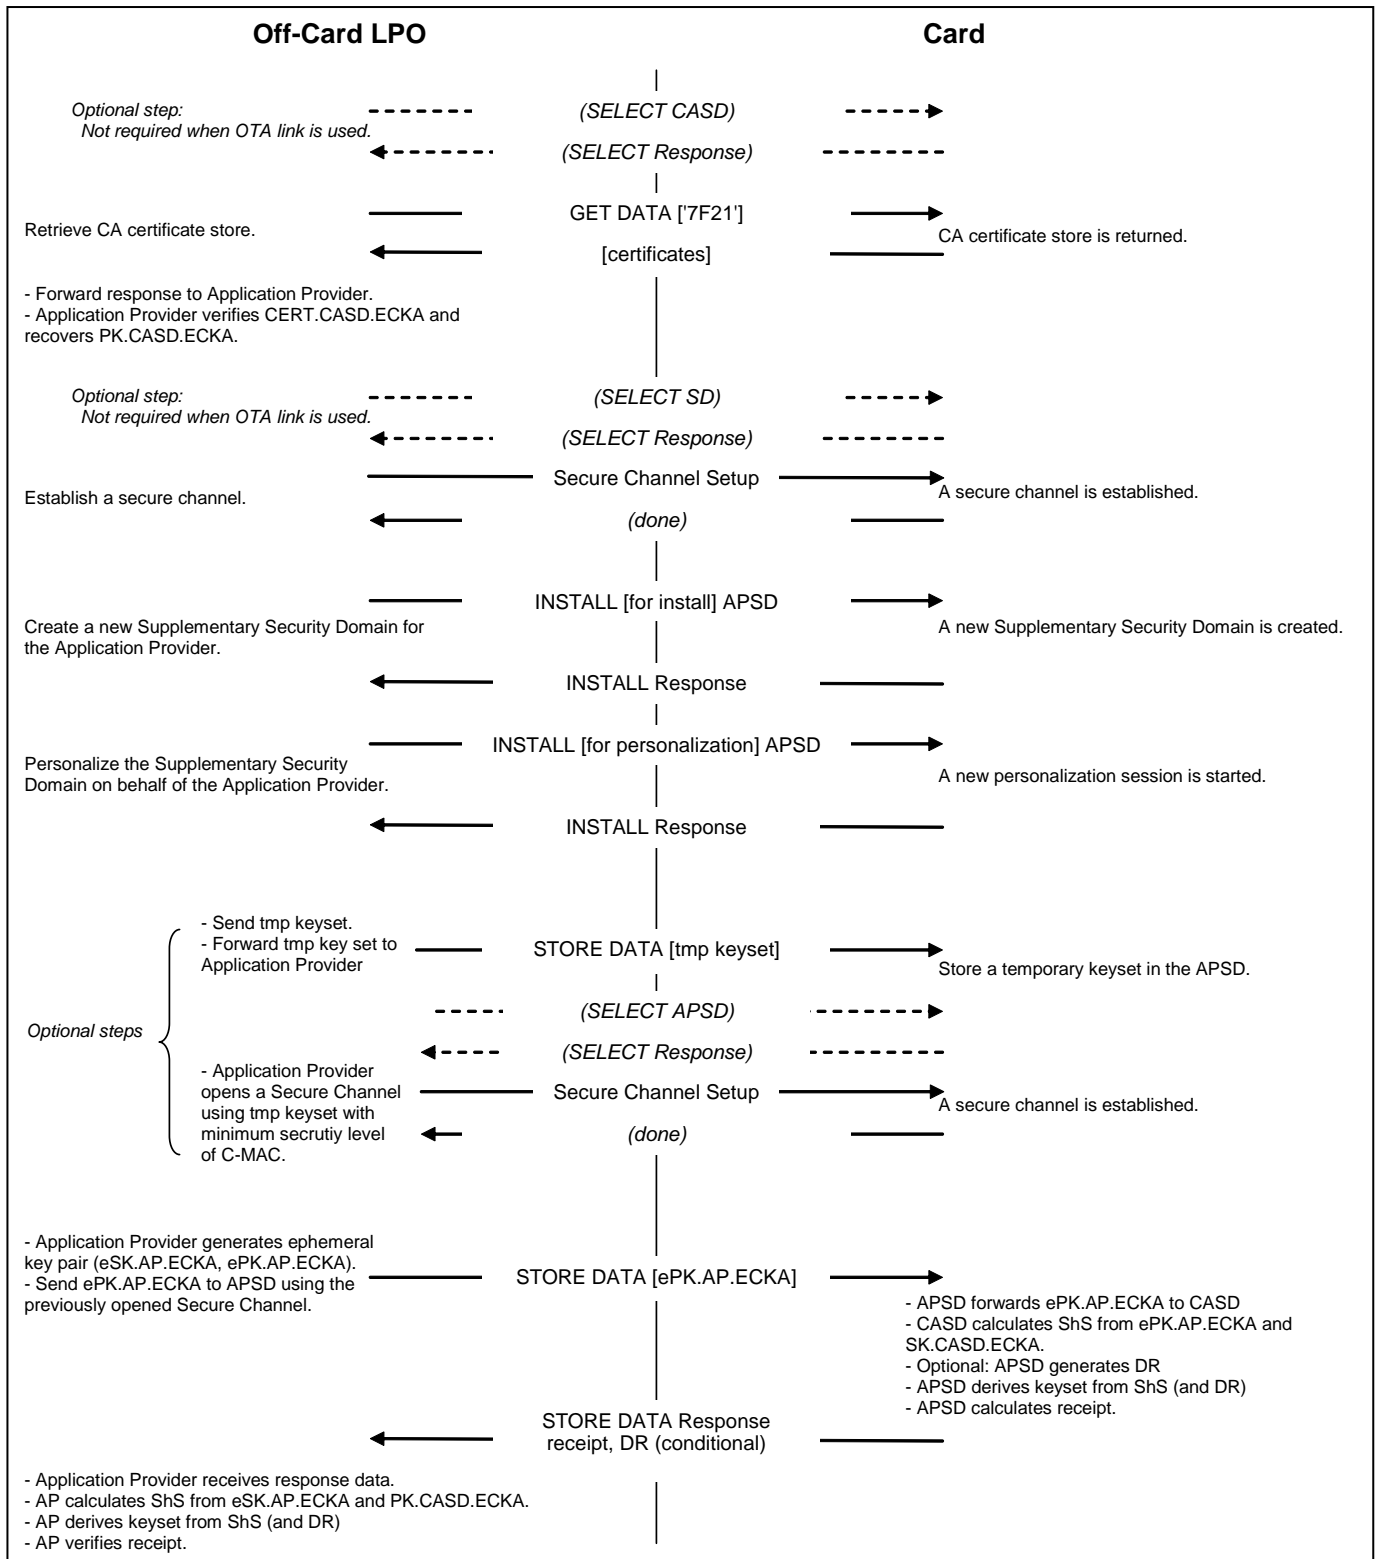 Off-Card LPO
Card
Optional step:
Not required when OTA link is used.
(SELECT CASD)
(SELECT Response)
GET DATA ['7F21']
Retrieve CA certificate store.
CA certificate store is returned.
[certificates]
- Forward response to Application Provider.
- Application Provider verifies CERT.CASD.ECKA and
recovers PK.CASD.ECKA.
Optional step:
Not required when OTA link is used.
(SELECT SD)
(SELECT Response)
Secure Channel Setup
Establish a secure channel.
A secure channel is established.
(done)
INSTALL [for install] APSD
Create a new Supplementary Security Domain for
the Application Provider.
A new Supplementary Security Domain is created.
INSTALL Response
INSTALL [for personalization] APSD
Personalize the Supplementary Security
Domain on behalf of the Application Provider.
A new personalization session is started.
INSTALL Response
- Send tmp keyset.
- Forward tmp key set to
Application Provider
STORE DATA [tmp keyset]
Store a temporary keyset in the APSD.
(SELECT APSD)
Optional steps
(SELECT Response)
- Application Provider
opens a Secure Channel
using tmp keyset with
minimum secrutiy level
of C-MAC.
Secure Channel Setup
A secure channel is established.
(done)
- Application Provider generates ephemeral
key pair (eSK.AP.ECKA, ePK.AP.ECKA).
- Send ePK.AP.ECKA to APSD using the
previously opened Secure Channel.
STORE DATA [ePK.AP.ECKA]
- APSD forwards ePK.AP.ECKA to CASD
- CASD calculates ShS from ePK.AP.ECKA and
SK.CASD.ECKA.
- Optional: APSD generates DR
- APSD derives keyset from ShS (and DR)
- APSD calculates receipt.
STORE DATA Response
receipt, DR (conditional)
- Application Provider receives response data.
- AP calculates ShS from eSK.AP.ECKA and PK.CASD.ECKA.
- AP derives keyset from ShS (and DR)
- AP verifies receipt.